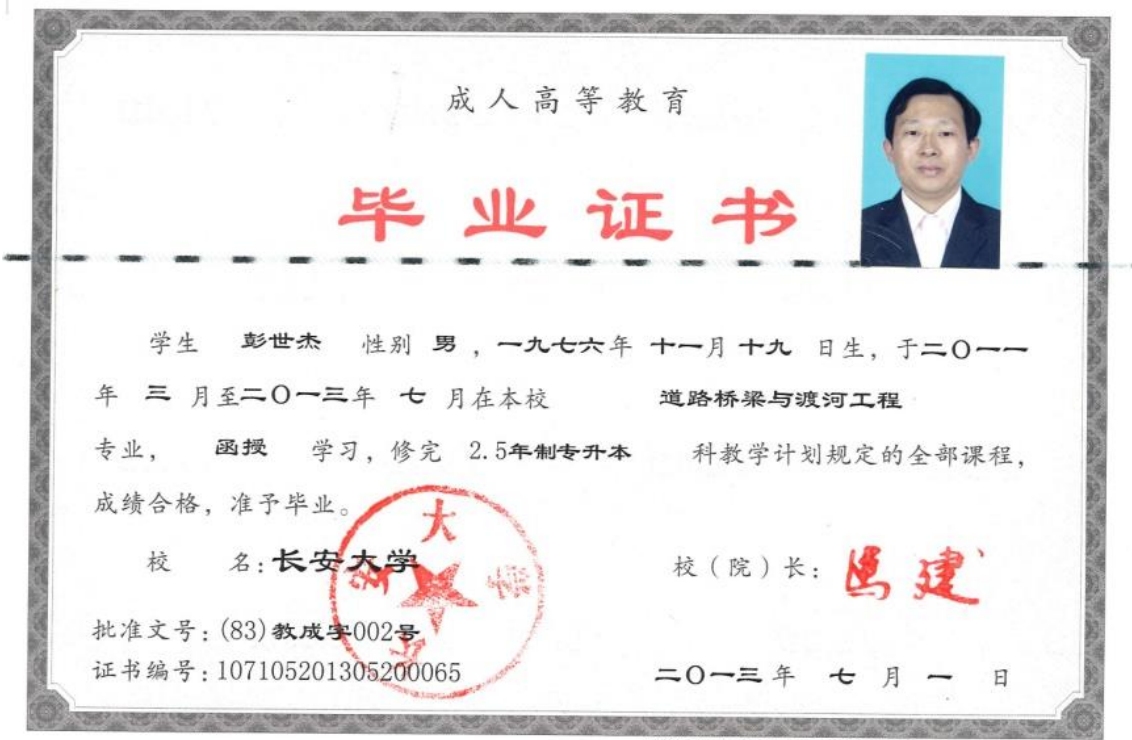 成人高等教育
毕业证书
学生 彭世杰 性别 男，一九七六年 十一月十九 日生，于二〇一一
年 三 月至二〇一三年 七 月在本校 道路桥梁与渡河工程
专业， 函授 学习，修完 2.5年制专升本 科教学计划规定的全部课程，
成绩合格，准予毕业。
校 名：长安大学
校（院）长：
批准文号：(83)教成字002号
证书编号：107105201305200065
二〇一三年 七 月 一 日
长安大学